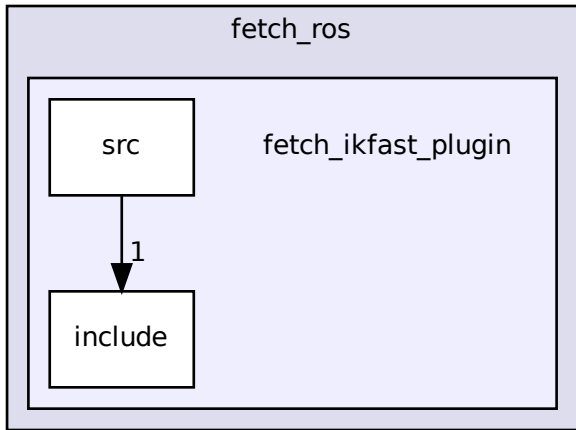 fetch_ros
src
fetch_ikfast_plugin
1
include